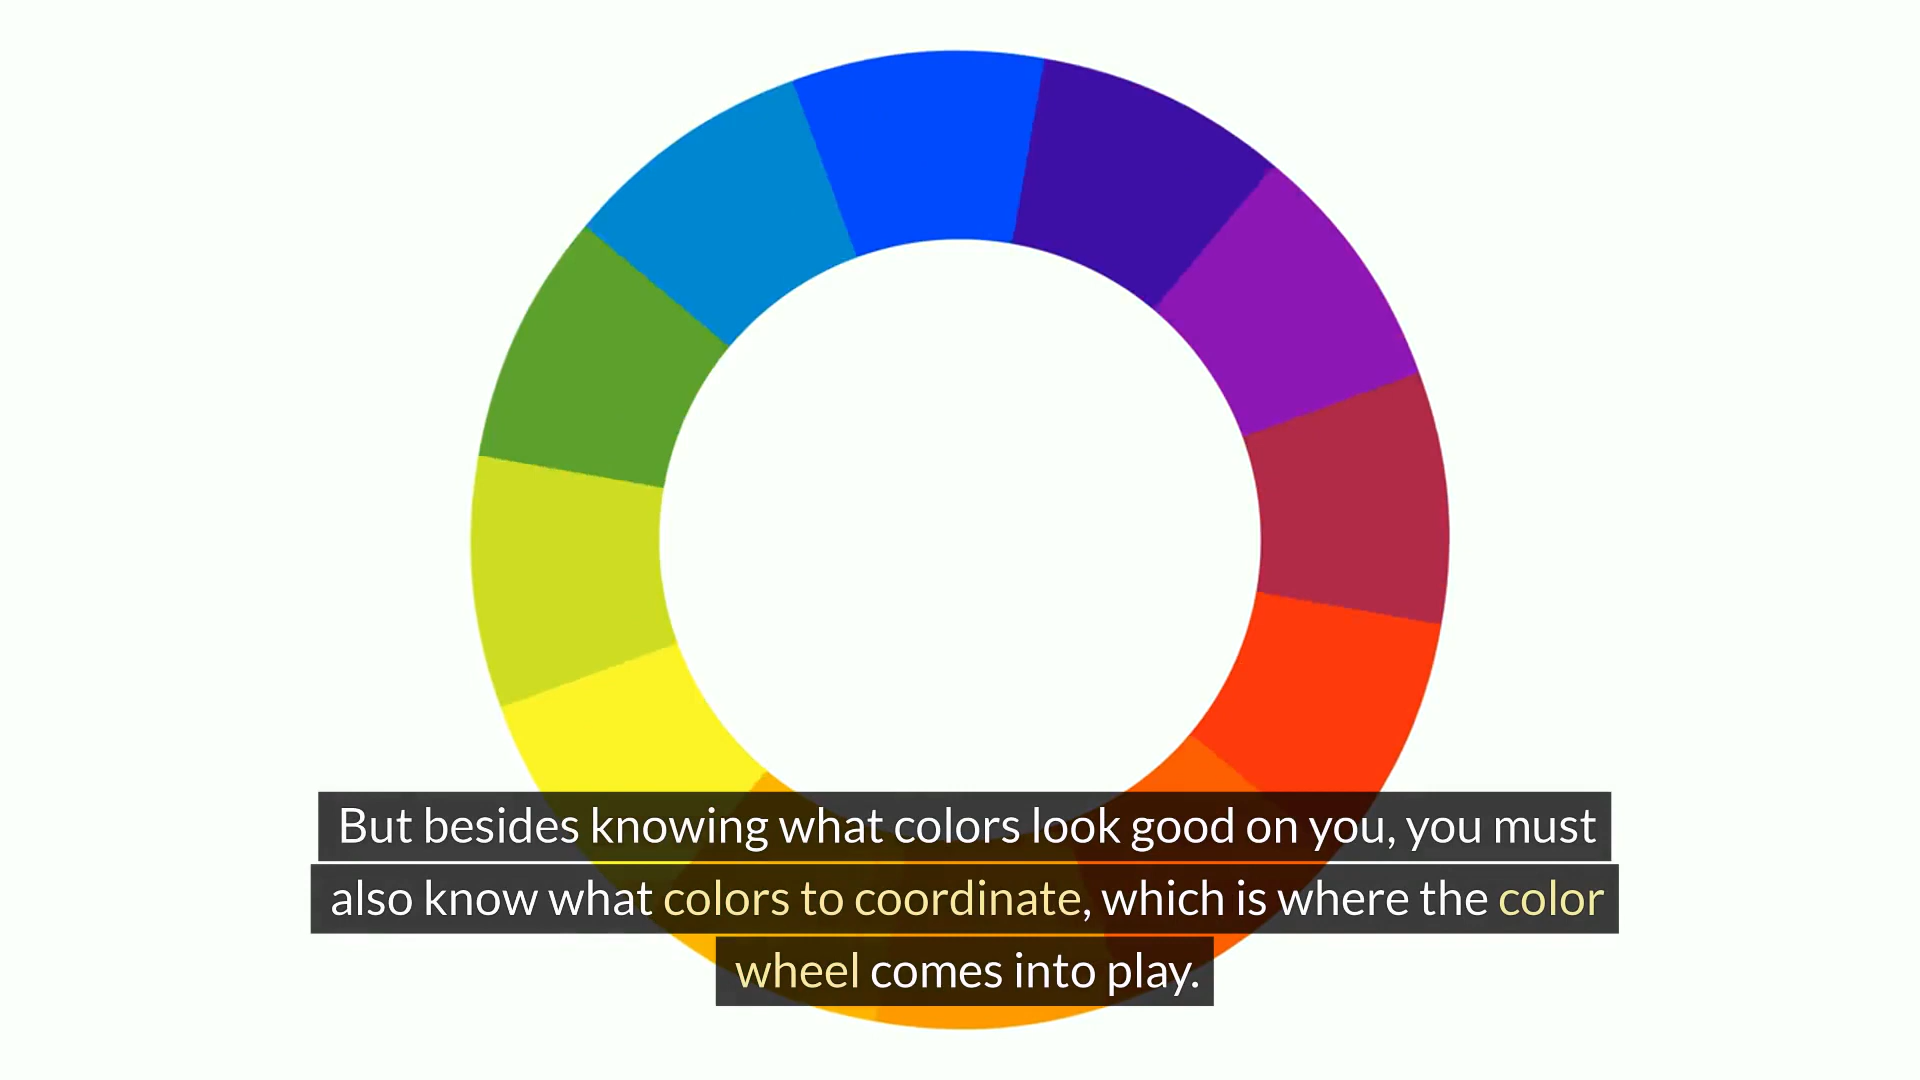 But besides knowing what colors look good on you, you must
also know what colors to coordinate, which is where the color
wheel comes into play.